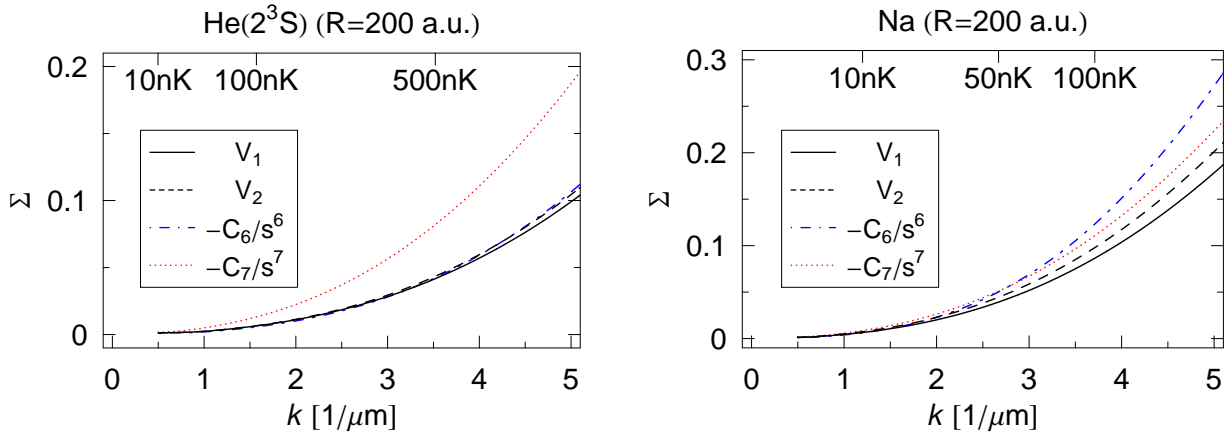 He(2³S) (R=200 a.u.)
10nK 100nK 500nK
0.2
0.1
0
Σ
V₁
V₂
−C₆/s⁶
−C₇/s⁷
0 1 2 3 4 5
k [1/μm]
Na (R=200 a.u.)
10nK 50nK 100nK
0.3
0.2
0.1
0
Σ
V₁
V₂
−C₆/s⁶
−C₇/s⁷
0 1 2 3 4 5
k [1/μm]